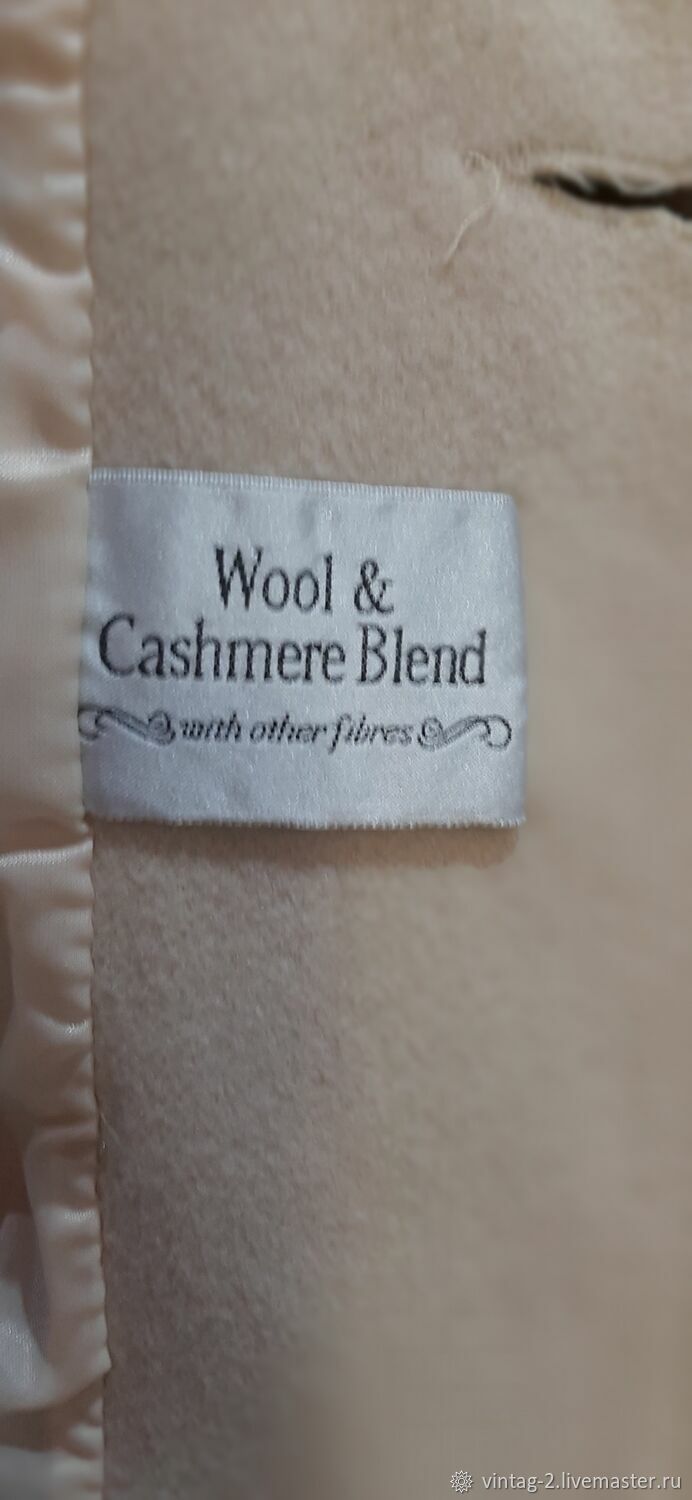 Wool &
Cashmere Blend
with other fibres
vintag-2.livemaster.ru